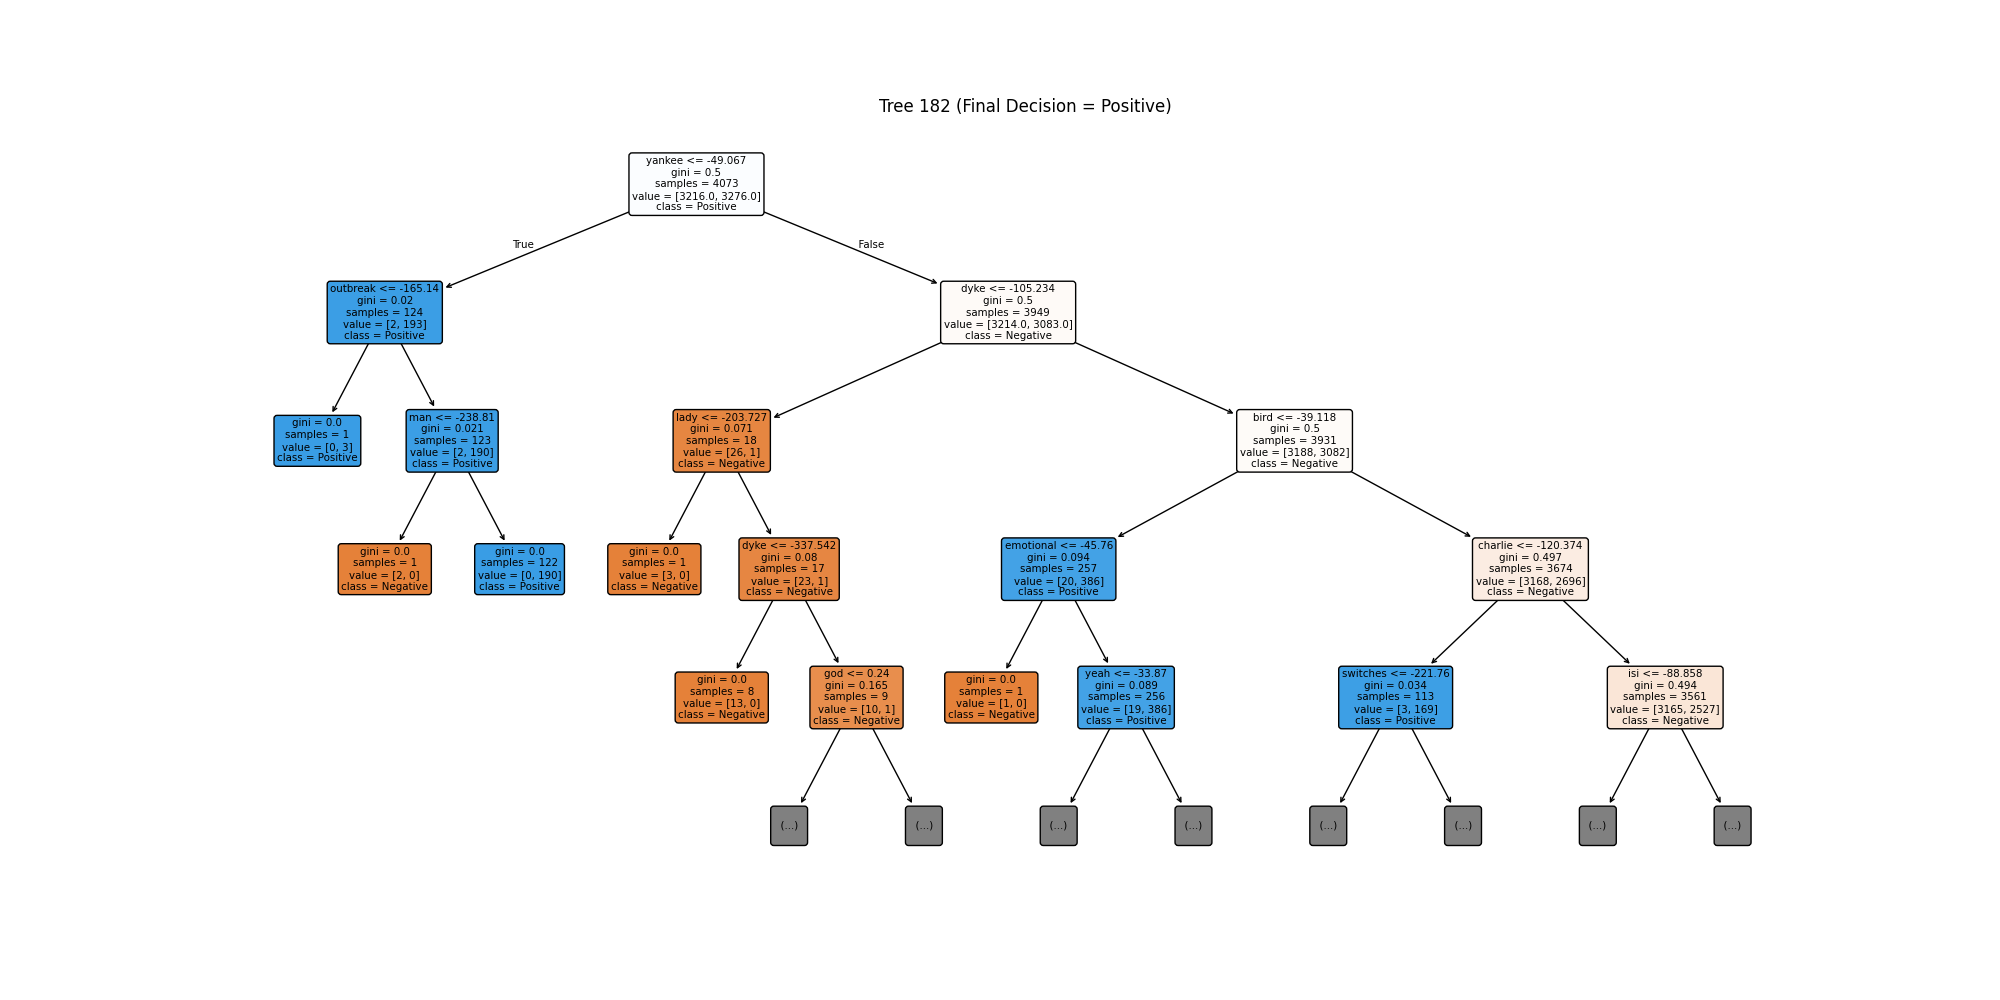 Tree 182 (Final Decision = Positive)
yankee <= -49.067
gini = 0.5
samples = 4073
value = [3216.0, 3276.0]
class = Positive
True
False
outbreak <= -165.14
gini = 0.02
samples = 124
value = [2, 193]
class = Positive
dyke <= -105.234
gini = 0.5
samples = 3949
value = [3214.0, 3083.0]
class = Negative
gini = 0.0
samples = 1
value = [0, 3]
class = Positive
man <= -238.81
gini = 0.021
samples = 123
value = [2, 190]
class = Positive
lady <= -203.727
gini = 0.071
samples = 18
value = [26, 1]
class = Negative
bird <= -39.118
gini = 0.5
samples = 3931
value = [3188, 3082]
class = Negative
gini = 0.0
samples = 1
value = [2, 0]
class = Negative
gini = 0.0
samples = 122
value = [0, 190]
class = Positive
gini = 0.0
samples = 1
value = [3, 0]
class = Negative
dyke <= -337.542
gini = 0.08
samples = 17
value = [23, 1]
class = Negative
emotional <= -45.76
gini = 0.094
samples = 257
value = [20, 386]
class = Positive
charlie <= -120.374
gini = 0.497
samples = 3674
value = [3168, 2696]
class = Negative
gini = 0.0
samples = 8
value = [13, 0]
class = Negative
god <= 0.24
gini = 0.165
samples = 9
value = [10, 1]
class = Negative
gini = 0.0
samples = 1
value = [1, 0]
class = Negative
yeah <= -33.87
gini = 0.089
samples = 256
value = [19, 386]
class = Positive
switches <= -221.76
gini = 0.034
samples = 113
value = [3, 169]
class = Positive
isi <= -88.858
gini = 0.494
samples = 3561
value = [3165, 2527]
class = Negative
(...)
(...)
(...)
(...)
(...)
(...)
(...)
(...)